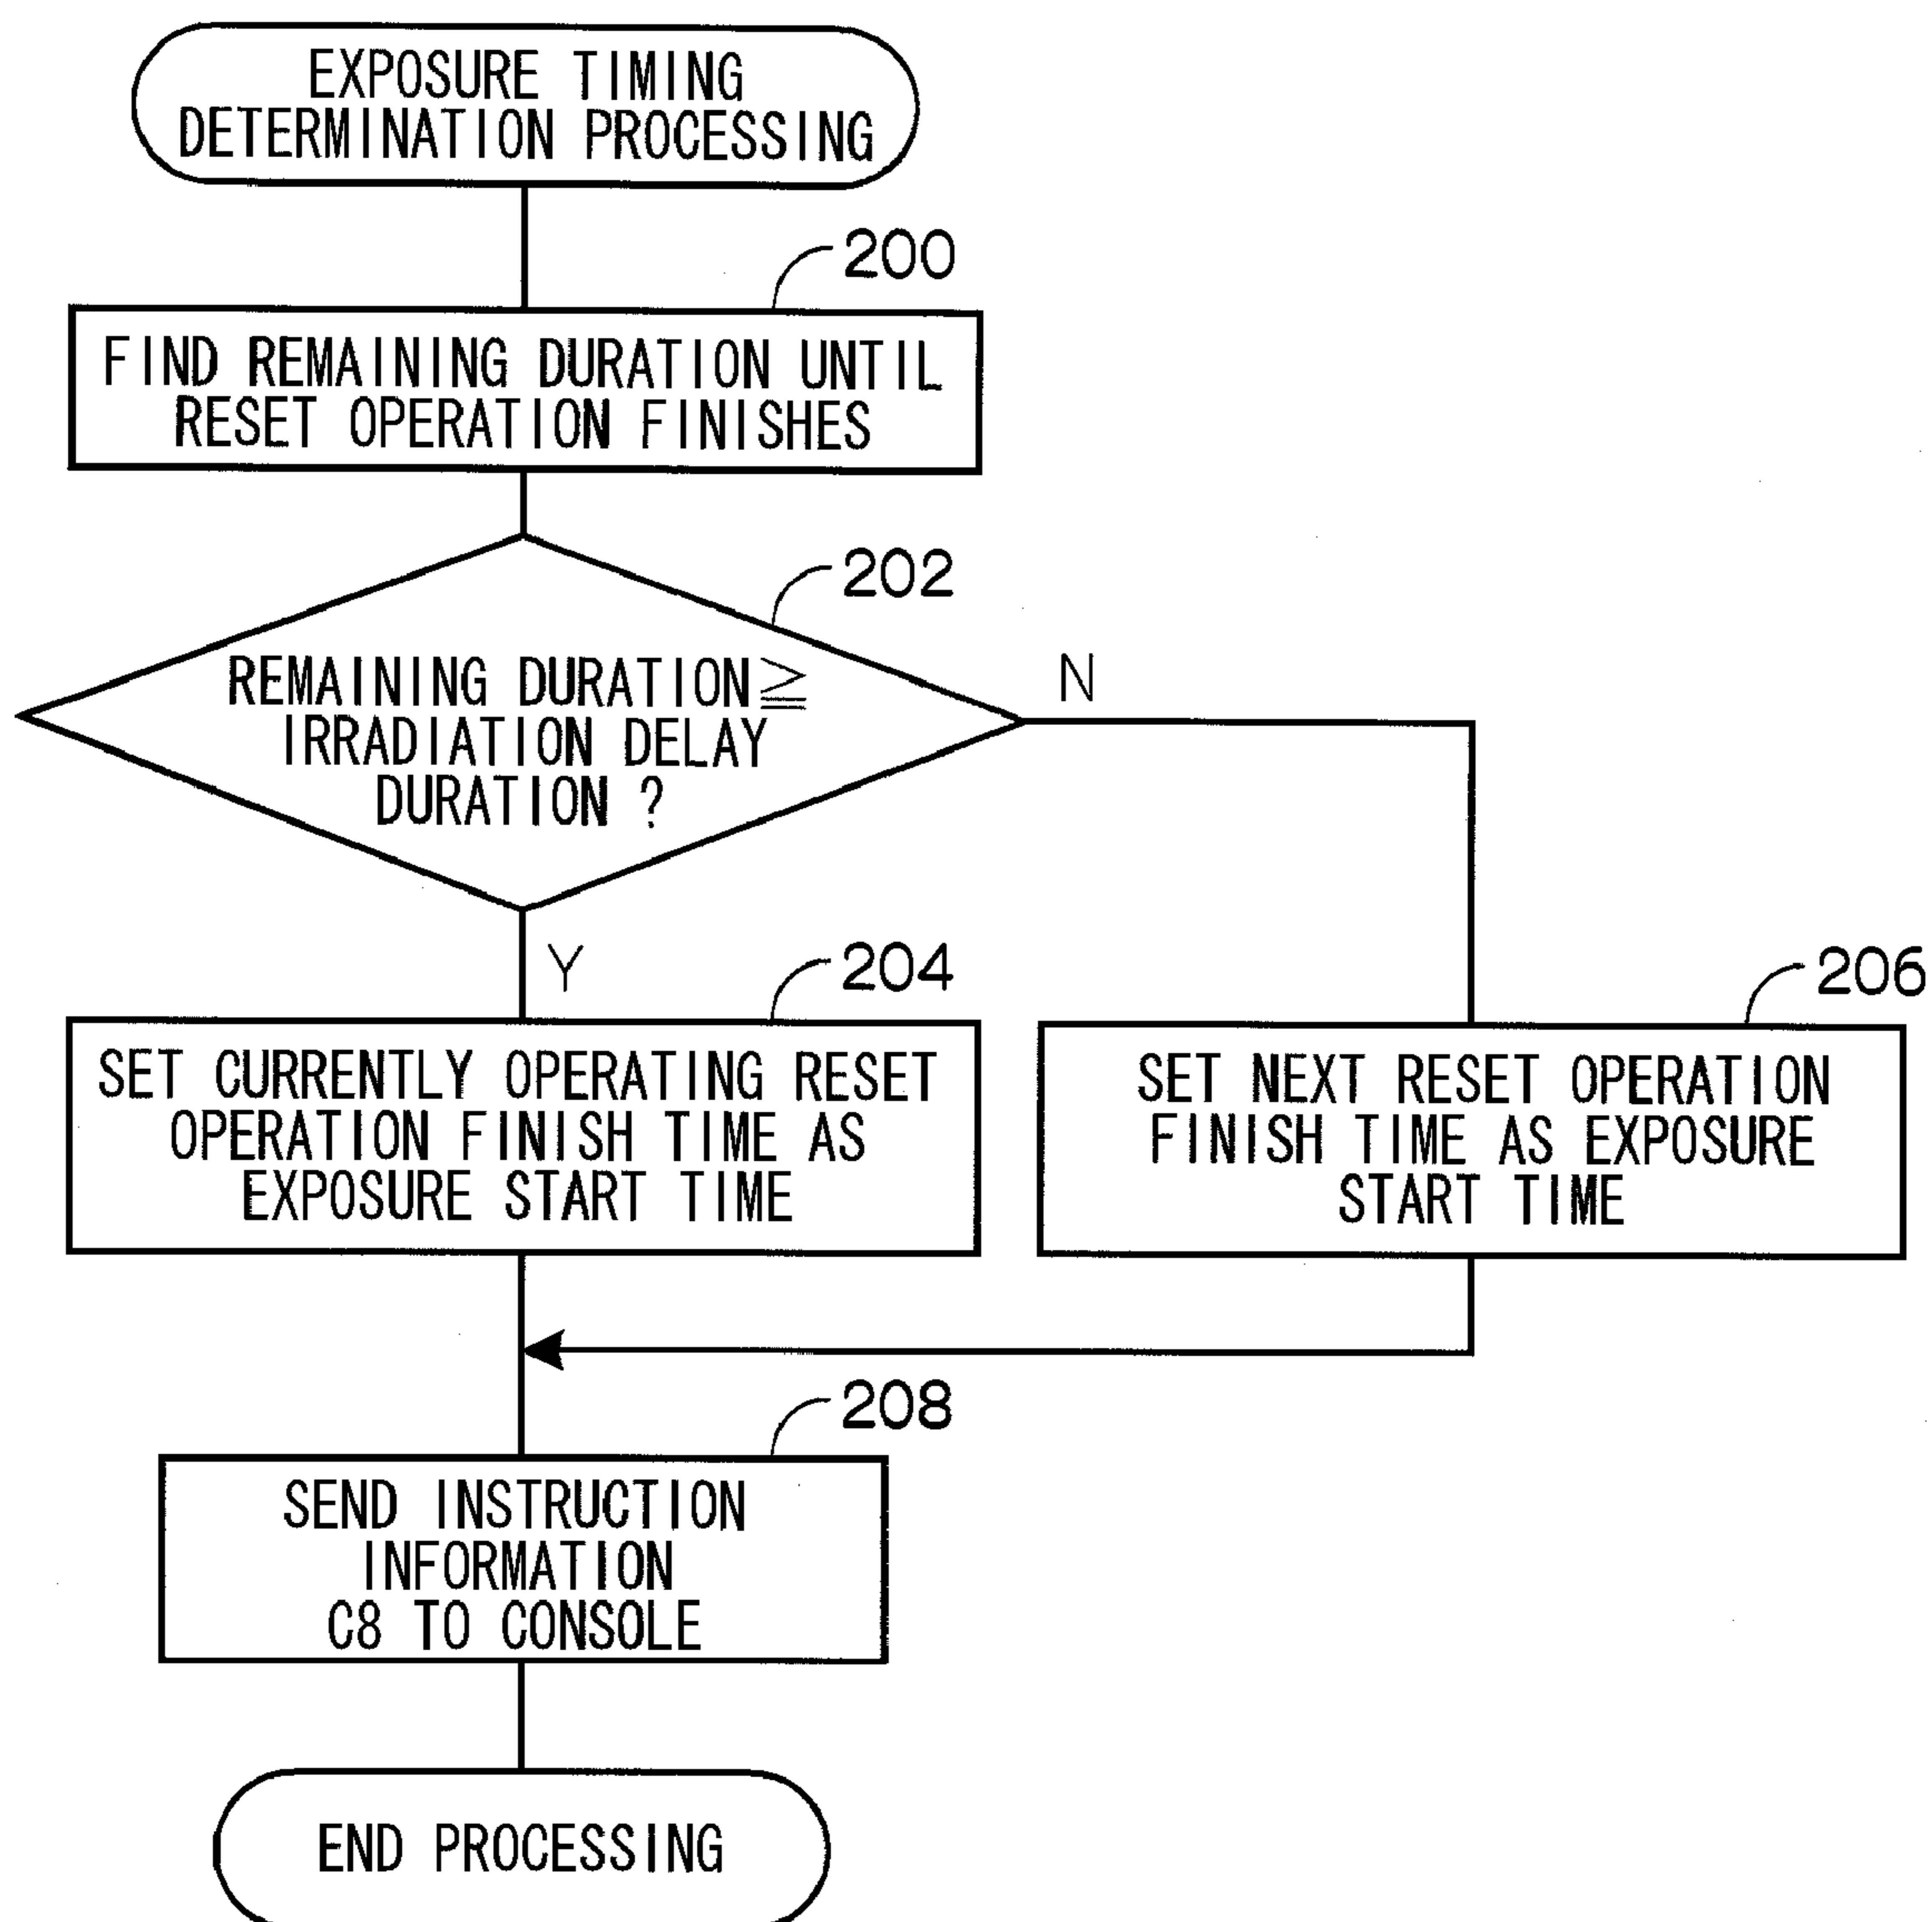 EXPOSURE TIMING
DETERMINATION PROCESSING
200
FIND REMAINING DURATION UNTIL
RESET OPERATION FINISHES
202
REMAINING DURATION≧
IRRADIATION DELAY
DURATION ?
N
Y
204
SET CURRENTLY OPERATING RESET
OPERATION FINISH TIME AS
EXPOSURE START TIME
206
SET NEXT RESET OPERATION
FINISH TIME AS EXPOSURE
START TIME
208
SEND INSTRUCTION
INFORMATION
C8 TO CONSOLE
END PROCESSING